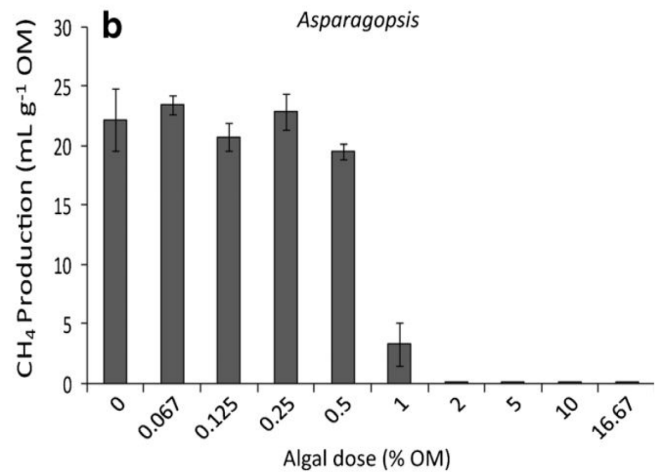 b
Asparagopsis
CH₄ Production (mL g⁻¹ OM)
30
25
20
15
10
5
0
0 0.067 0.125 0.25 0.5 1 2 5 10 16.67
Algal dose (% OM)